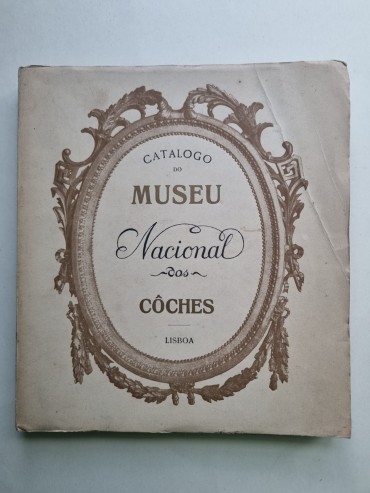 CATALOGO
DO
MUSEU
Nacional
dos
CÔCHES
LISBOA